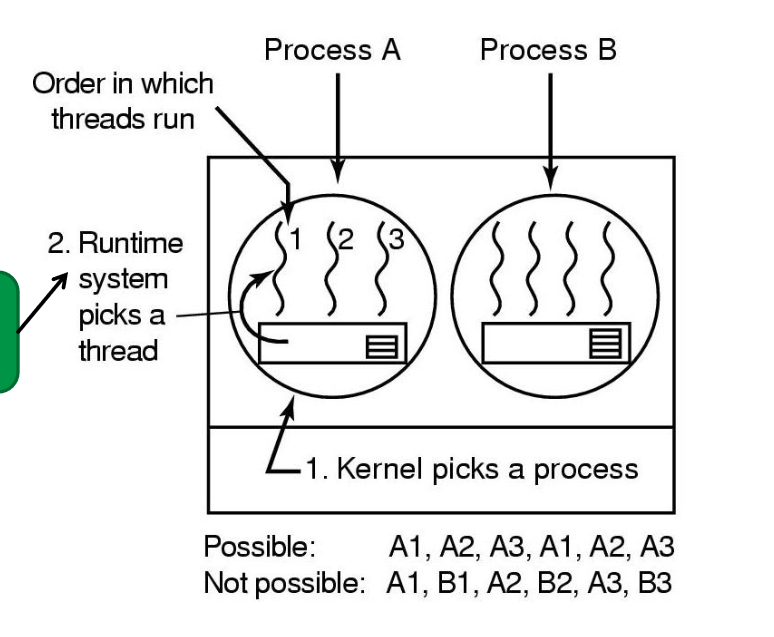 Process A
Process B
Order in which
threads run
1
2
3
2. Runtime
system
picks a
thread
1. Kernel picks a process
Possible: A1, A2, A3, A1, A2, A3
Not possible: A1, B1, A2, B2, A3, B3